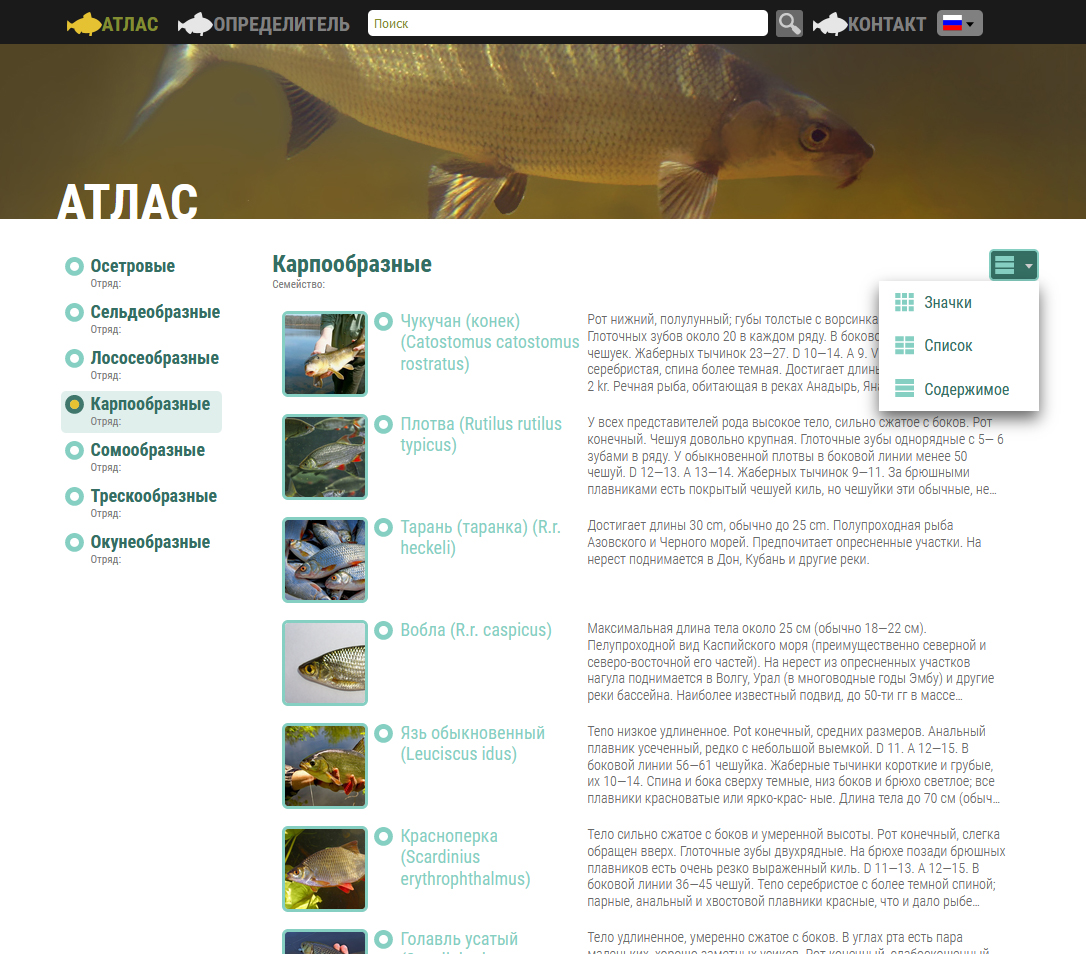 АТЛАС
ОПРЕДЕЛИТЕЛЬ
Поиск
КОНТАКТ
АТЛАС
Осетровые
Отряд:
Сельдеобразные
Отряд:
Лососеобразные
Отряд:
Карпообразные
Отряд:
Сомообразные
Отряд:
Трескообразные
Отряд:
Окунеобразные
Отряд:
Карпообразные
Семейство:
Значки
Список
Содержимое
Чукучан (конек)
(Catostomus catostomus
rostratus)
Рот нижний, полулунный; губы толстые с ворсинка
Глоточных зубов около 20 в каждом ряду. В боково
чешуек. Жаберных тычинок 23—27. D 10—14. A 9.
серебристая, спина более темная. Достигает длины
2 kr. Речная рыба, обитающая в реках Анадырь, Яна
Плотва (Rutilus rutilus
typicus)
У всех представителей рода высокое тело, сильно сжатое с боков. Рот
конечный. Чешуя довольно крупная. Глоточные зубы однорядные с 5— 6
зубами в ряду. У обыкновенной плотвы в боковой линии менее 50
чешуй. D 12—13. A 13—14. Жаберных тычинок 9—11. За брюшными
плавниками есть покрытый чешуей киль, но чешуйки эти обычные, не…
Тарань (таранка) (R.r.
heckeli)
Достигает длины 30 cm, обычно до 25 cm. Полупроходная рыба
Азовского и Черного морей. Предпочитает опресненные участки. На
нерест поднимается в Дон, Кубань и другие реки.
Вобла (R.r. caspicus)
Максимальная длина тела около 25 см (обычно 18—22 см).
Пелупроходной вид Каспийского моря (преимущественно северной и
северо-восточной его частей). На нерест из опресненных участков
нагула поднимается в Волгу, Урал (в многоводные годы Эмбу) и другие
реки бассейна. Наиболее известный подвид, до 50-ти гг в массе…
Язь обыкновенный
(Leuciscus idus)
Тепо низкое удлиненное. Pot конечный, средних размеров. Анальный
плавник усеченный, редко с небольшой выемкой. D 11. A 12—15. В
боковой линии 56—61 чешуйка. Жаберные тычинки короткие и грубые,
их 10—14. Спина и бока сверху темные, низ боков и брюхо светлое; все
плавники красноватые или ярко-крас- ные. Длина тела до 70 см (обыч…
Красноперка
(Scardinius
erythrophthalmus)
Тело сильно сжатое с боков и умеренной высоты. Рот конечный, слегка
обращен вверх. Глоточные зубы двухрядные. На брюхе позади брюшных
плавников есть очень резко выраженный киль. D 11—13. A 12—15. В
боковой линии 36—45 чешуй. Тепо серебристое с более темной спиной;
парные, анальный и хвостовой плавники красные, что и дало рыбе…
Голавль усатый
Тело удлиненное, умеренно сжатое с боков. В углах рта есть пара